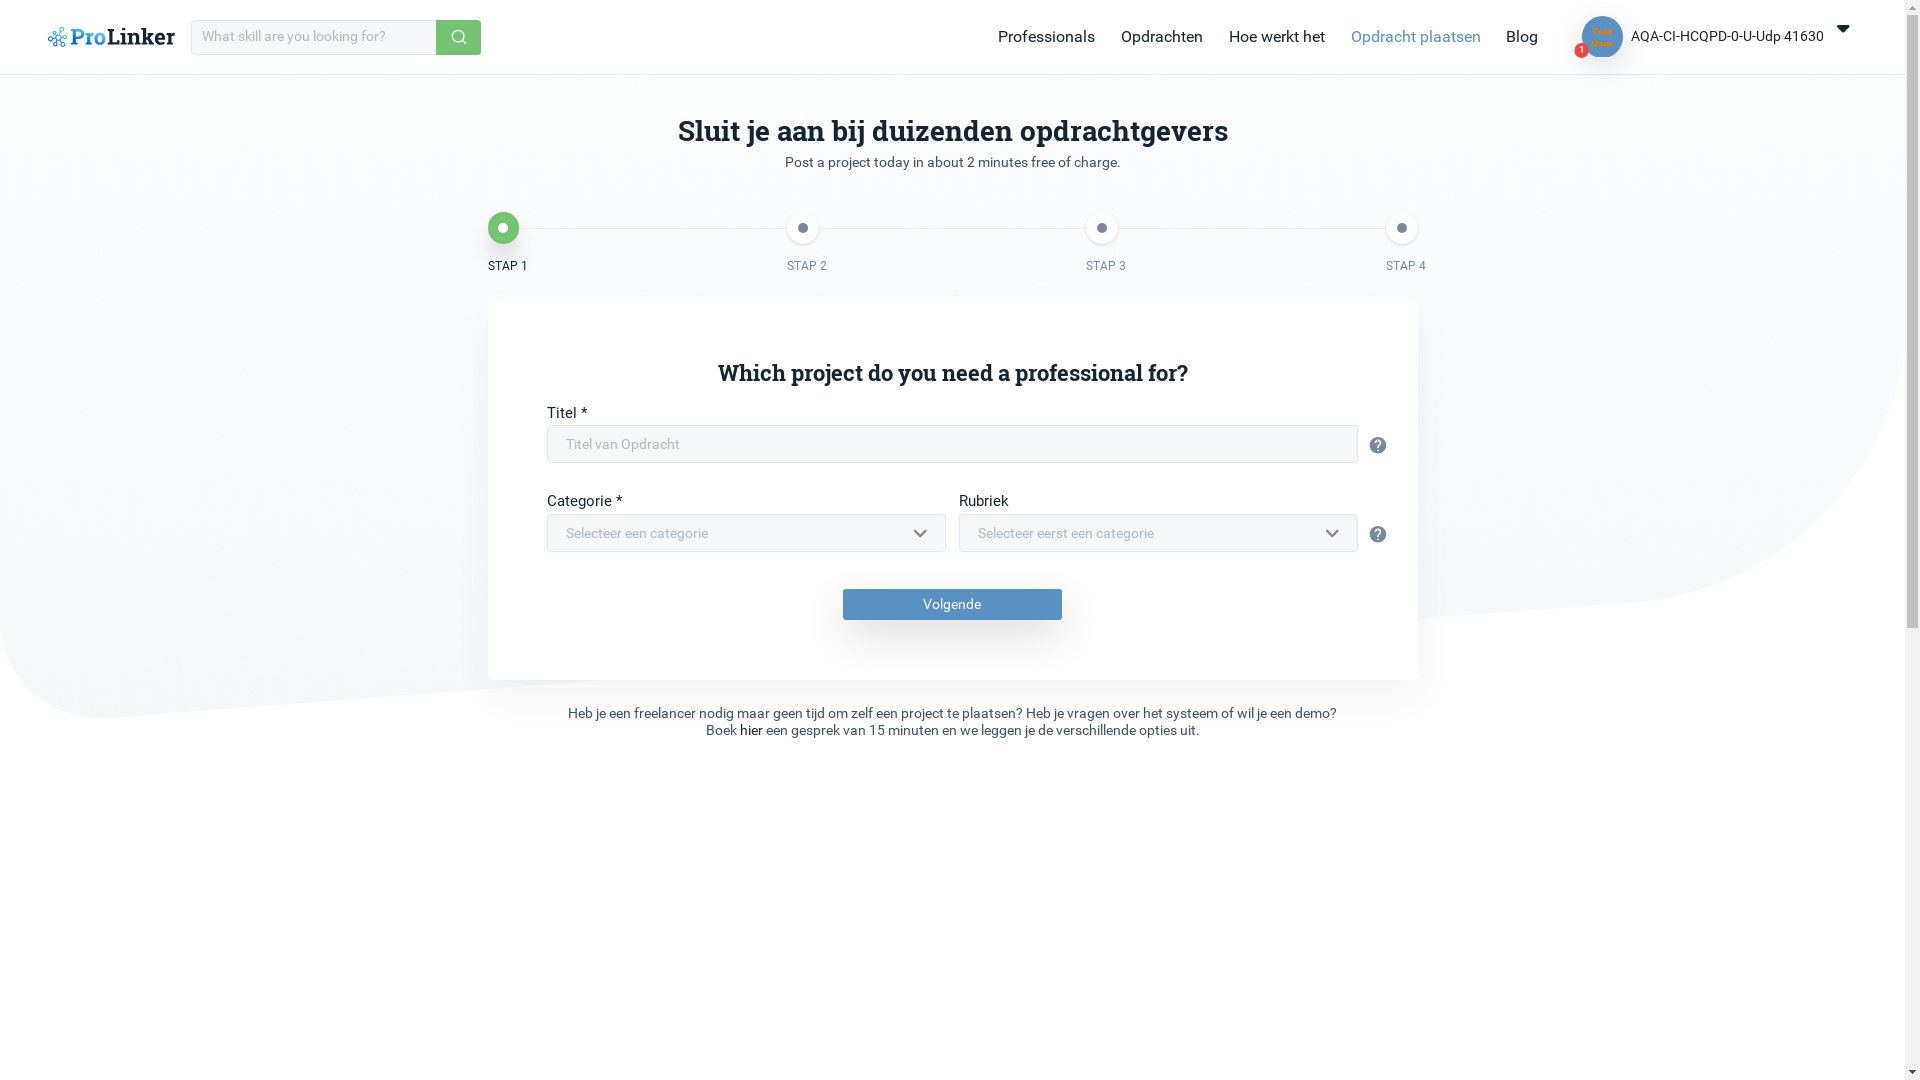 ProLinker
What skill are you looking for?
Professionals
Opdrachten
Hoe werkt het
Opdracht plaatsen
Blog
Test
User
1
AQA-CI-HCQPD-0-U-Udp 41630
Sluit je aan bij duizenden opdrachtgevers
Post a project today in about 2 minutes free of charge.
STAP 1
STAP 2
STAP 3
STAP 4
Which project do you need a professional for?
Titel *
Titel van Opdracht
?
Categorie *
Rubriek
Selecteer een categorie
Selecteer eerst een categorie
?
Volgende
Heb je een freelancer nodig maar geen tijd om zelf een project te plaatsen? Heb je vragen over het systeem of wil je een demo?
Boek hier een gesprek van 15 minuten en we leggen je de verschillende opties uit.